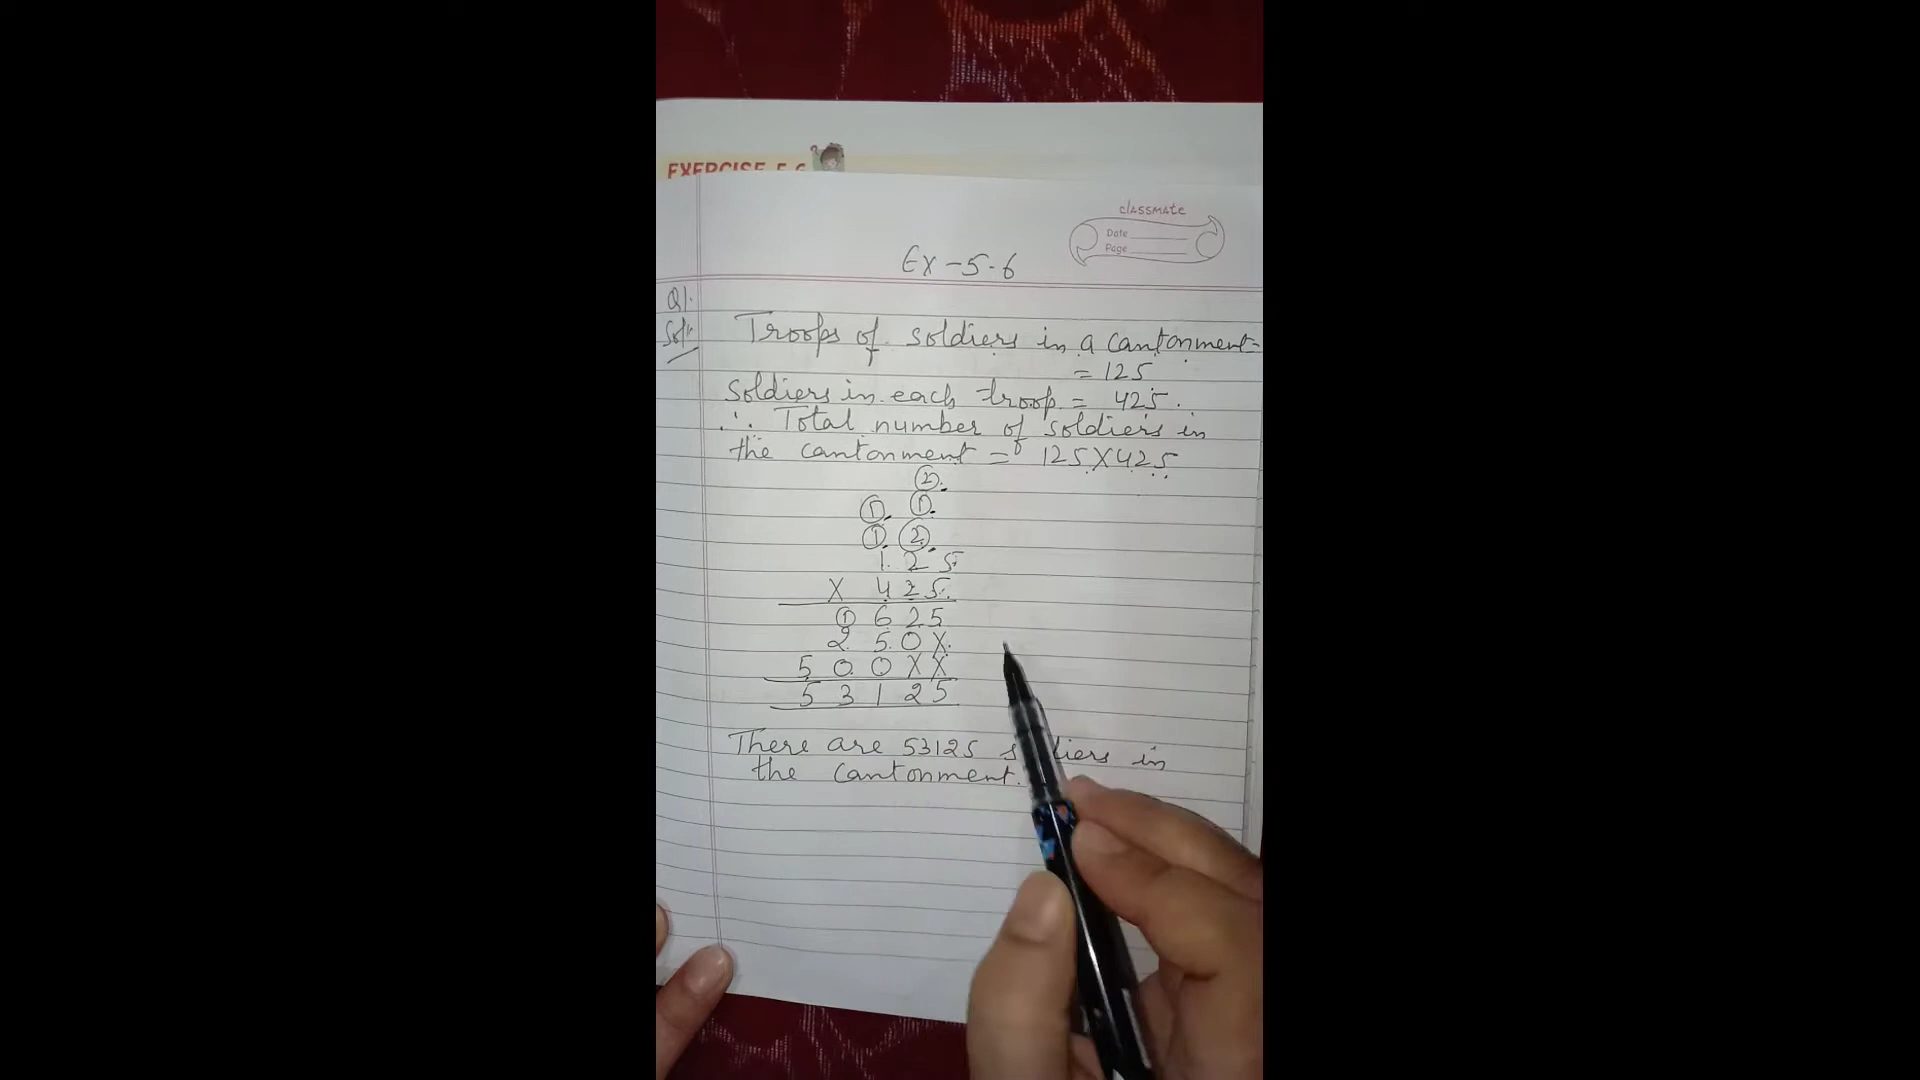 EXERCISE 5.6
classmate
Date
Page
Ex-5.6
Q1.
Soln. Troops of soldiers in a cantonment=
= 125
Soldiers in each troop = 425.
∴ Total number of soldiers in
the cantonment = 125X425
②.
①. ①.
①. ②.
1. 2 5
X 4 2 5.
① 6 2 5
2 5 0 X
5 0 0 X X
5 3 1 2 5
There are 53125 s diers in
the cantonment.